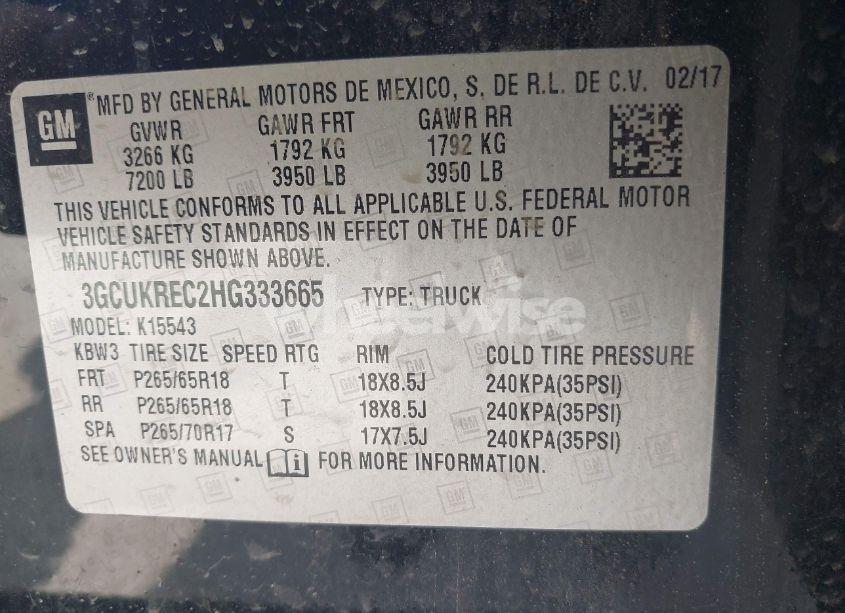 GM ® MFD BY GENERAL MOTORS DE MEXICO, S. DE R.L. DE C.V. 02/17
GVWR GAWR FRT GAWR RR
3266 KG 1792 KG 1792 KG
7200 LB 3950 LB 3950 LB
THIS VEHICLE CONFORMS TO ALL APPLICABLE U.S. FEDERAL MOTOR
VEHICLE SAFETY STANDARDS IN EFFECT ON THE DATE OF
MANUFACTURE SHOWN ABOVE.
3GCUKREC2HG333665 TYPE: TRUCK
MODEL: K15543
KBW3 TIRE SIZE SPEED RTG RIM COLD TIRE PRESSURE
FRT P265/65R18 T 18X8.5J 240KPA(35PSI)
RR P265/65R18 T 18X8.5J 240KPA(35PSI)
SPA P265/70R17 S 17X7.5J 240KPA(35PSI)
SEE OWNER'S MANUAL i FOR MORE INFORMATION.